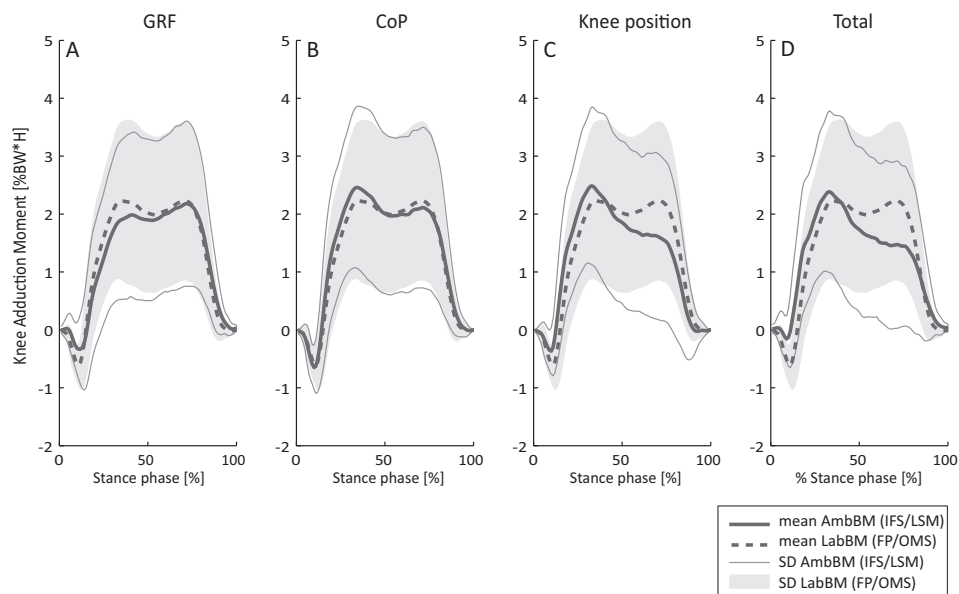 GRF CoP Knee position Total
A B C D
Knee Adduction Moment [%BW*H]
5 5 5 5
4 4 4 4
3 3 3 3
2 2 2 2
1 1 1 1
0 0 0 0
-1 -1 -1 -1
-2 -2 -2 -2
0 50 100 0 50 100 0 50 100 0 50 100
Stance phase [%] Stance phase [%] Stance phase [%] % Stance phase [%]
mean AmbBM (IFS/LSM)
mean LabBM (FP/OMS)
SD AmbBM (IFS/LSM)
SD LabBM (FP/OMS)